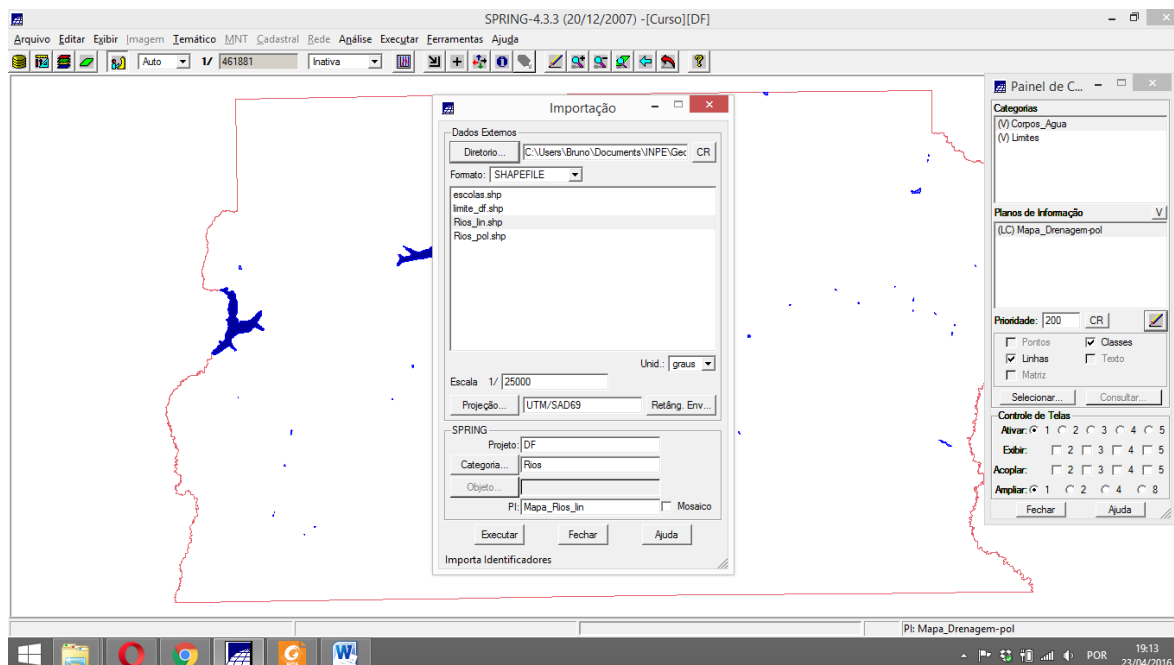 SPRING-4.3.3 (20/12/2007) -[Curso][DF]
Arquivo Editar Exibir Imagem Temático MNT Cadastral Rede Análise Executar Ferramentas Ajuda
Auto 1/ 461881 Inativa
Importação
Dados Externos
Diretorio... C:\Users\Bruno\Documents\INPE\Geo CR
Formato: SHAPEFILE
escolas.shp
limite_df.shp
Rios_lin.shp
Rios_pol.shp
Unid.: graus
Escala 1/ 25000
Projeção... UTM/SAD69 Retâng. Env...
SPRING
Projeto: DF
Categoria... Rios
Objeto...
PI: Mapa_Rios_lin Mosaico
Executar Fechar Ajuda
Importa Identificadores
Painel de C...
Categorias
(V) Corpos_Agua
(V) Limites
Planos de Informação V
(LC) Mapa_Drenagem-pol
Prioridade: 200 CR
Pontos Classes
Linhas Texto
Matriz
Selecionar... Consultar...
Controle de Telas
Ativar: 1 2 3 4 5
Exibir: 2 3 4 5
Acoplar: 2 3 4 5
Ampliar: 1 2 4 8
Fechar Ajuda
PI: Mapa_Drenagem-pol
POR
19:13
23/04/2016